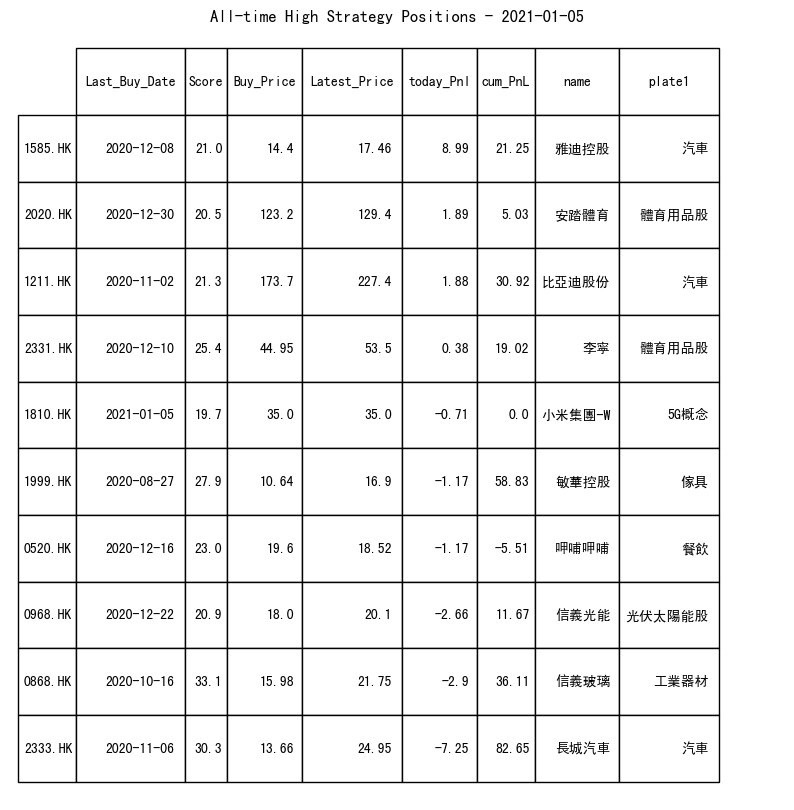 All-time High Strategy Positions - 2021-01-05
Last_Buy_Date Score Buy_Price Latest_Price today_Pnl cum_PnL name plate1
1585.HK 2020-12-08 21.0 14.4 17.46 8.99 21.25 雅迪控股 汽車
2020.HK 2020-12-30 20.5 123.2 129.4 1.89 5.03 安踏體育 體育用品股
1211.HK 2020-11-02 21.3 173.7 227.4 1.88 30.92 比亞迪股份 汽車
2331.HK 2020-12-10 25.4 44.95 53.5 0.38 19.02 李寧 體育用品股
1810.HK 2021-01-05 19.7 35.0 35.0 -0.71 0.0 小米集團-W 5G概念
1999.HK 2020-08-27 27.9 10.64 16.9 -1.17 58.83 敏華控股 傢具
0520.HK 2020-12-16 23.0 19.6 18.52 -1.17 -5.51 呷哺呷哺 餐飲
0968.HK 2020-12-22 20.9 18.0 20.1 -2.66 11.67 信義光能 光伏太陽能股
0868.HK 2020-10-16 33.1 15.98 21.75 -2.9 36.11 信義玻璃 工業器材
2333.HK 2020-11-06 30.3 13.66 24.95 -7.25 82.65 長城汽車 汽車